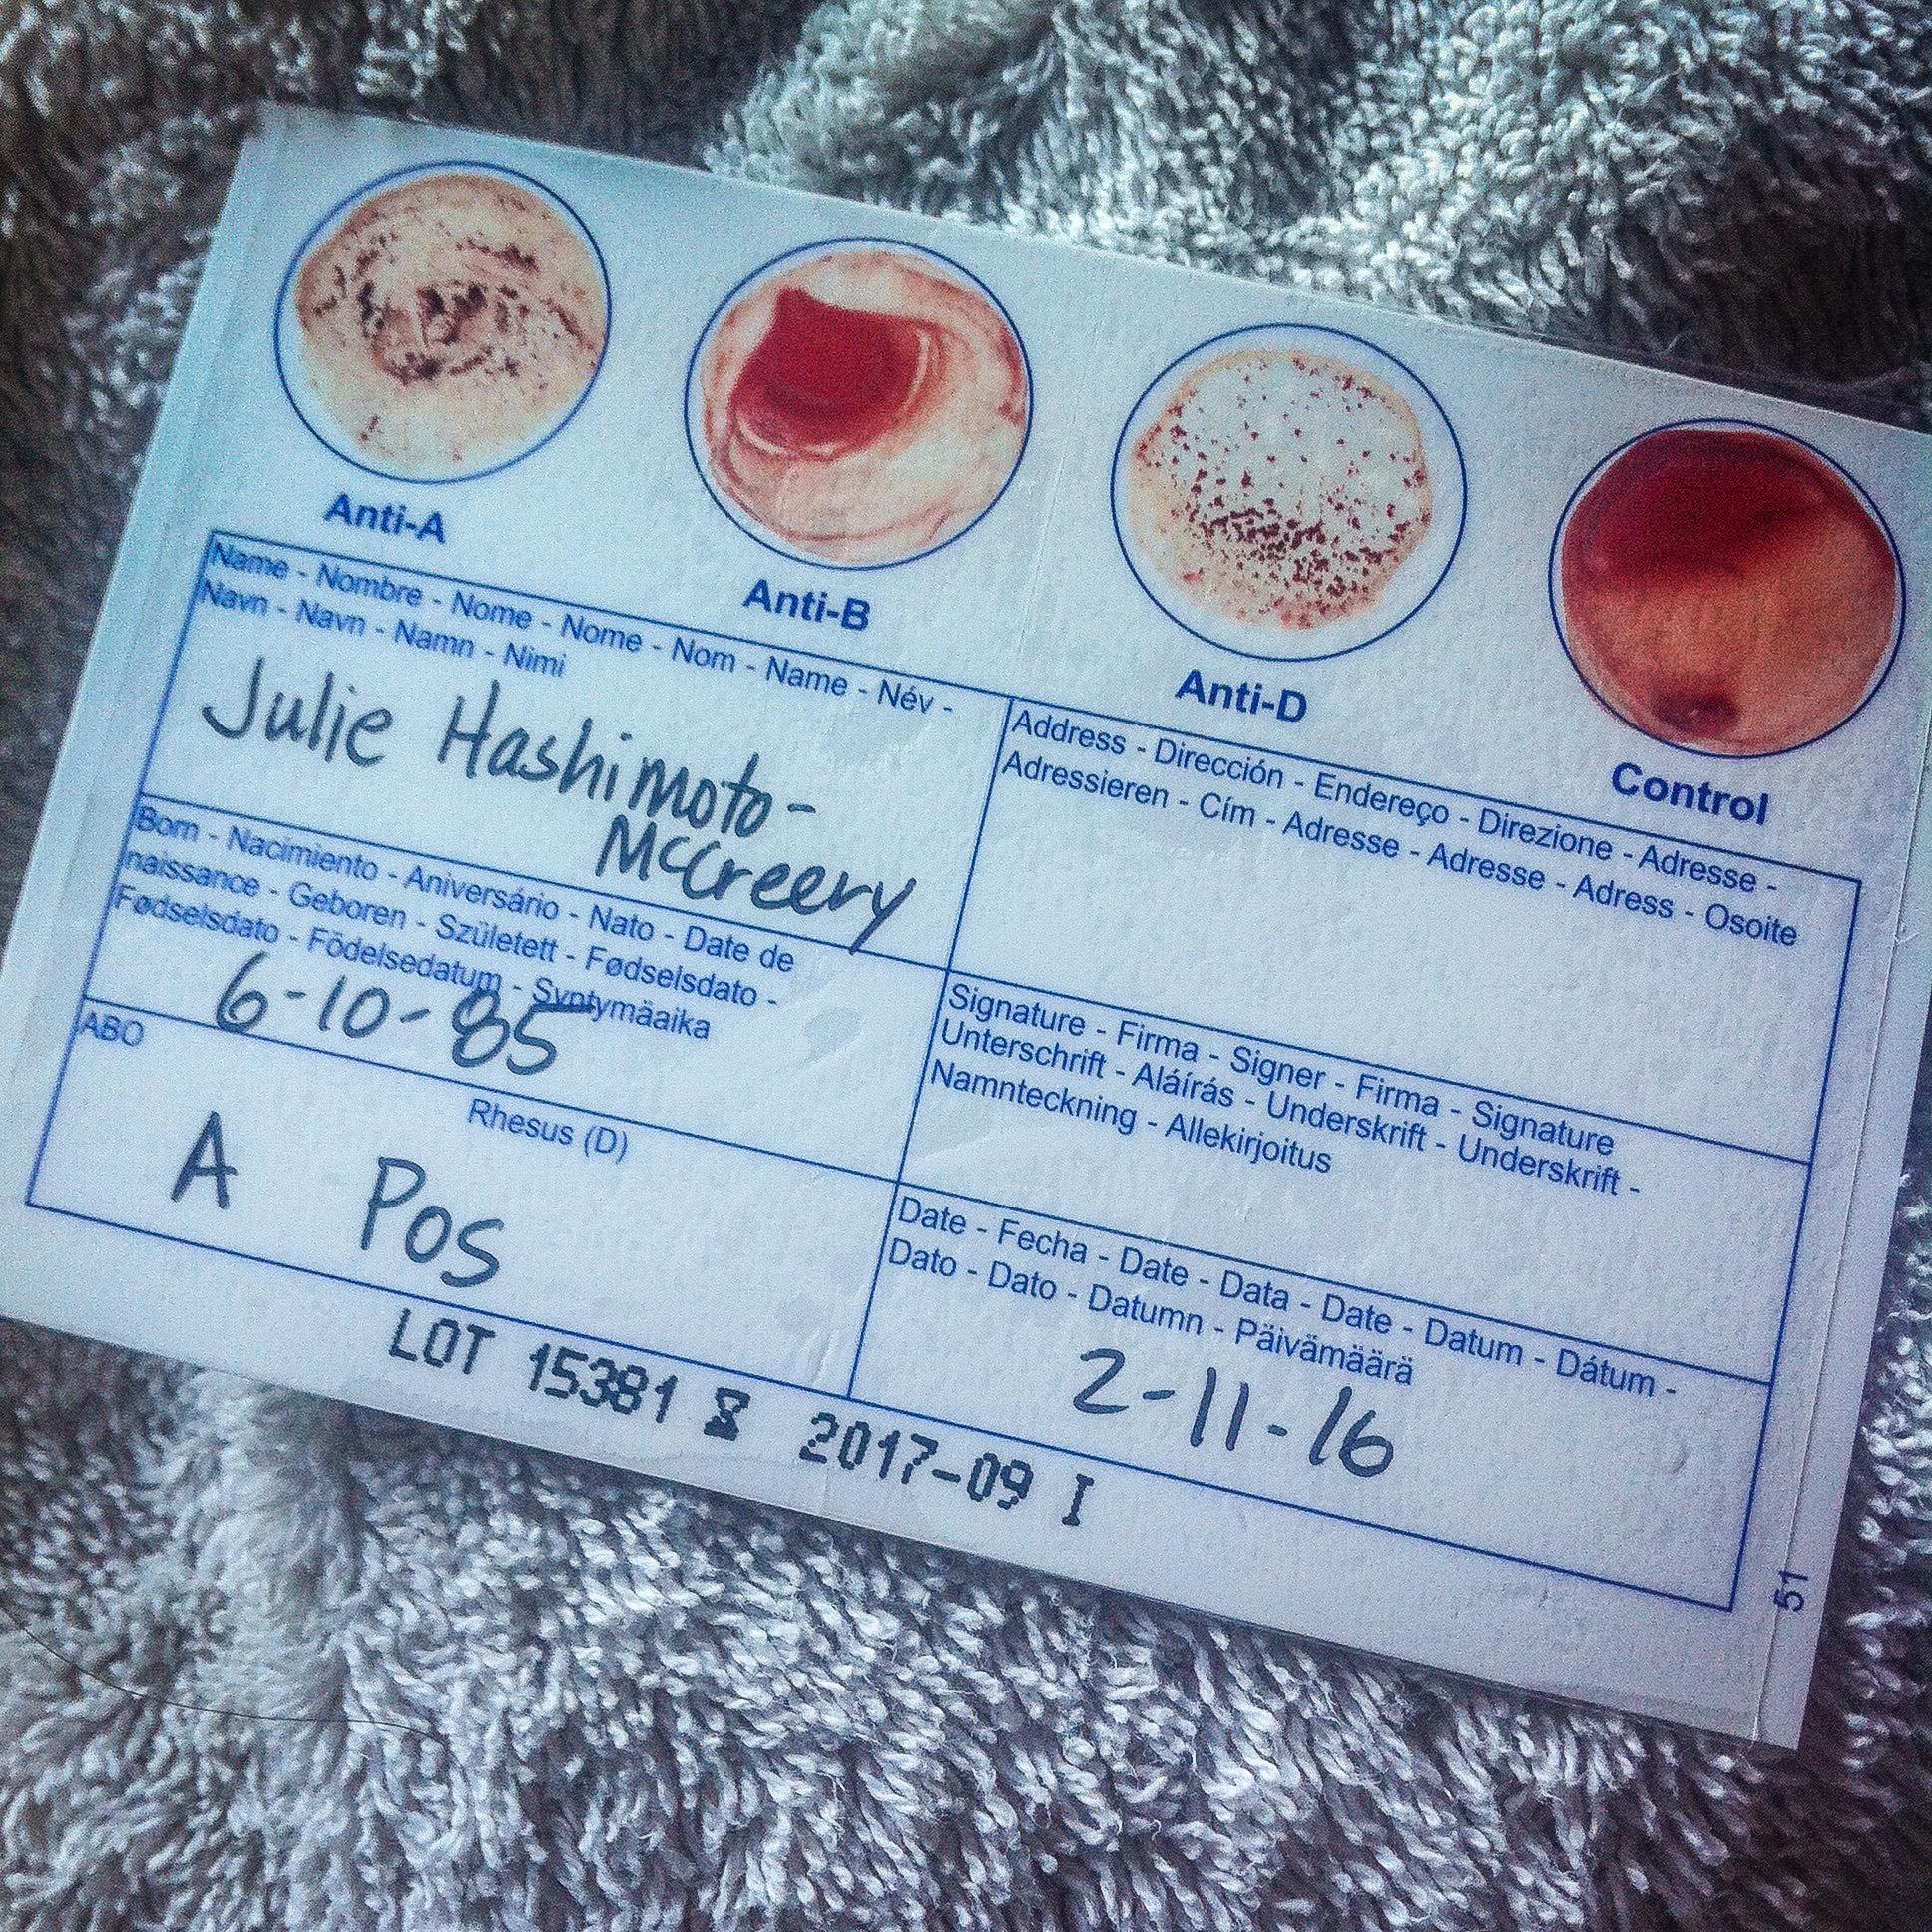 Anti-A
Anti-B
Anti-D
Control
Name - Nombre - Nome - Nome - Nom - Name - Név -
Navn - Navn - Namn - Nimi
Julie Hashimoto-
McCreery
Address - Dirección - Endereço - Direzione - Adresse -
Adressieren - Cím - Adresse - Adresse - Adress - Osoite
Born - Nacimiento - Aniversário - Nato - Date de
naissance - Geboren - Született - Fødselsdato -
Fødselsdato - Födelsedatum - Syntymäaika
6-10-85
Signature - Firma - Signer - Firma - Signature
Unterschrift - Aláírás - Underskrift - Underskrift -
Namnteckning - Allekirjoitus
ABO
Rhesus (D)
A Pos
Date - Fecha - Date - Data - Date - Datum - Dátum -
Dato - Dato - Datumn - Päivämäärä
2-11-16
LOT 15381 ⧗ 2017-09 I
51